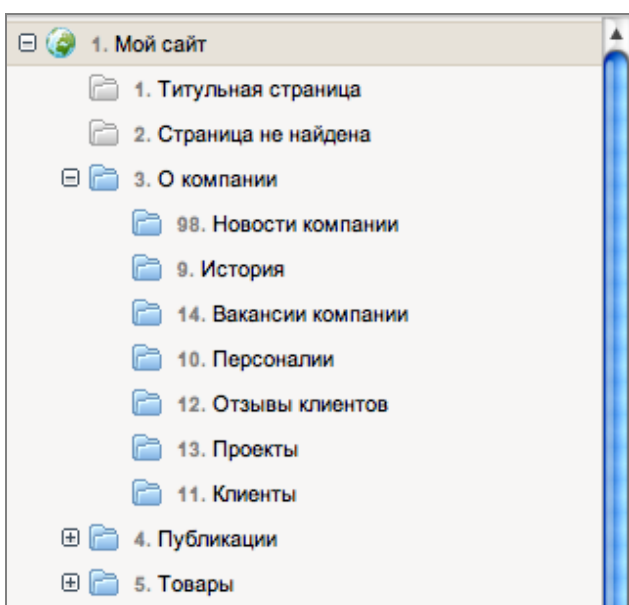 1. Мой сайт
1. Титульная страница
2. Страница не найдена
3. О компании
98. Новости компании
9. История
14. Вакансии компании
10. Персоналии
12. Отзывы клиентов
13. Проекты
11. Клиенты
4. Публикации
5. Товары